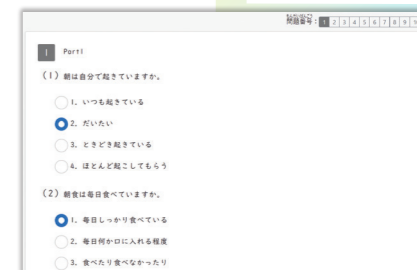 問題番号： 1 2 3 4 5 6 7 8 9
1 Part1
(1) 朝は自分で起きていますか。
1. いつも起きている
2. だいたい
3. ときどき起きている
4. ほとんど起こしてもらう
(2) 朝食は毎日食べていますか。
1. 毎日しっかり食べている
2. 毎日何か口に入れる程度
3. 食べたり食べなかったり